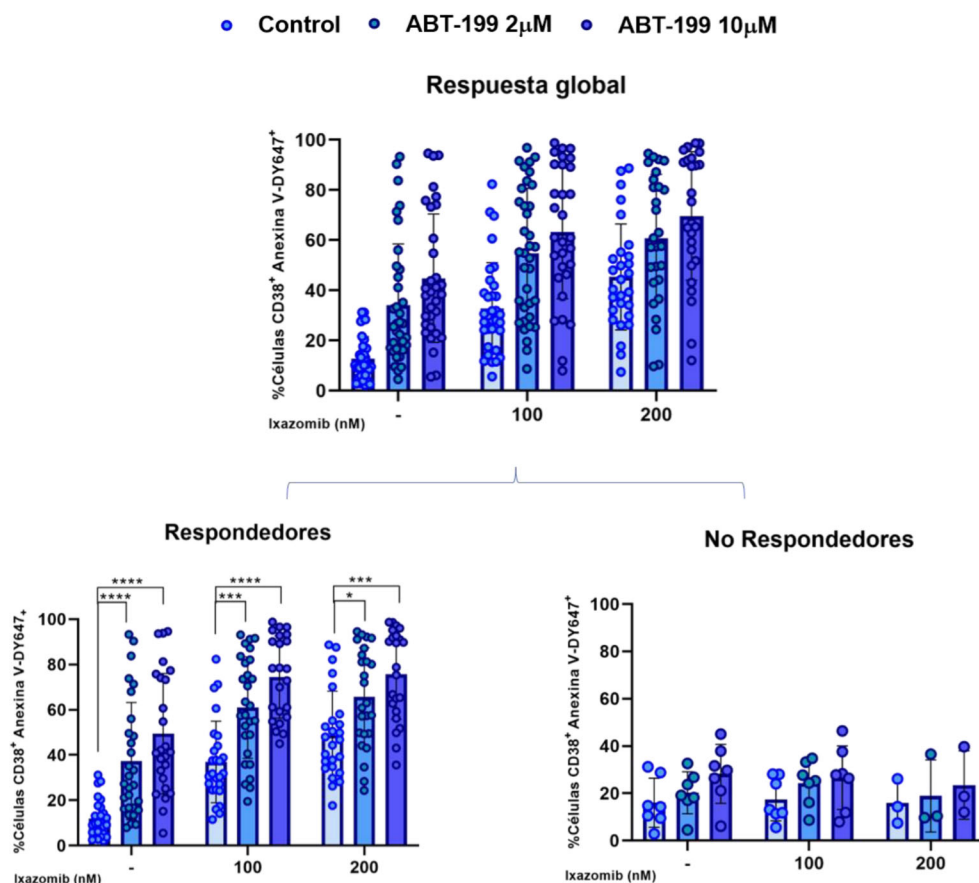 Control ABT-199 2μM ABT-199 10μM
Respuesta global
%Células CD38+ Anexina V-DY647+
100
80
60
40
20
0
- 100 200
Ixazomib (nM)
Respondedores
%Células CD38+ Anexina V-DY647+
100
80
60
40
20
0
**** **** ***
**** *** *
- 100 200
Ixazomib (nM)
No Respondedores
%Células CD38+ Anexina V-DY647+
100
80
60
40
20
0
- 100 200
Ixazomib (nM)